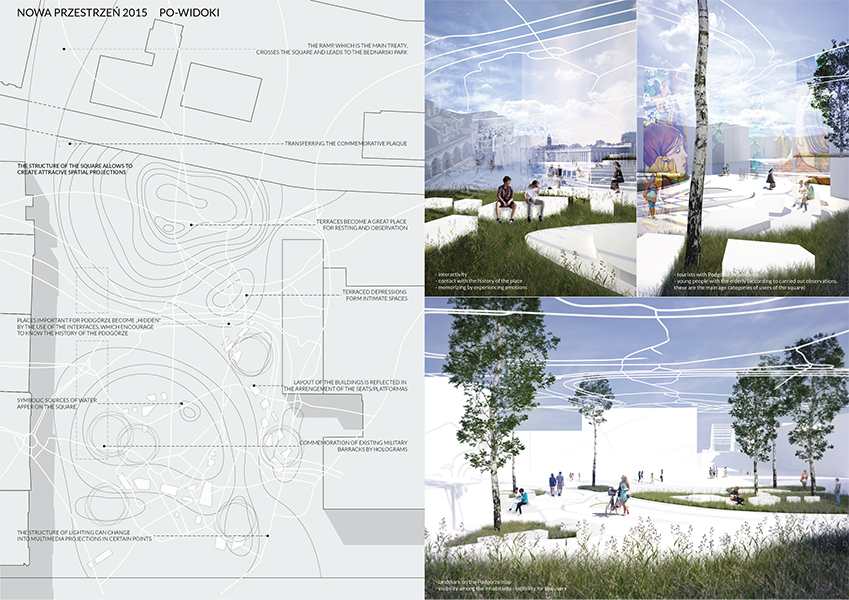 NOWA PRZESTRZEŃ 2015 PO-WIDOKI
THE RAMP, WHICH IS THE MAIN TREATY,
CROSSES THE SQUARE AND LEADS TO THE BEDNARSKI PARK
TRANSFERRING THE COMMEMORATIVE PLAQUE
THE STRUCTURE OF THE SQUARE ALLOWS TO
CREATE ATTRACIVE SPATIAL PROJECTIONS
TERRACES BECOME A GREAT PLACE
FOR RESTING AND OBSERVATION
TERRACED DEPRESSIONS
FORM INTIMATE SPACES
PLACES IMPORTANT FOR PODGÓRZE BECOME „HIDDEN"
BY THE USE OF THE INTERFACES, WHICH ENCOURAGE
TO KNOW THE HISTORY OF THE PODGÓRZE
LAYOUT OF THE BUILDINGS IS REFLECTED IN
THE ARRENGEMENT OF THE SEATS/PLATFORMAS
SYMBOLIC SOURCES OF WATER
APPER ON THE SQUARE
COMMEMORATION OF EXISTING MILITARY
BARRACKS BY HOLOGRAMS
THE STRUCTURE OF LIGHTING CAN CHANGE
INTO MULTIMEDIA PROJECTIONS IN CERTAIN POINTS
- interactivity
- contact with the history of the place
- memorizing by experiencing emotions
- tourists with Podgórze
- young people with the elderly (according to carried out observations,
these are the main age categories of users of the square)
- landmark on the Podgórze map
- visibility among the inhabitants - legibility for the users